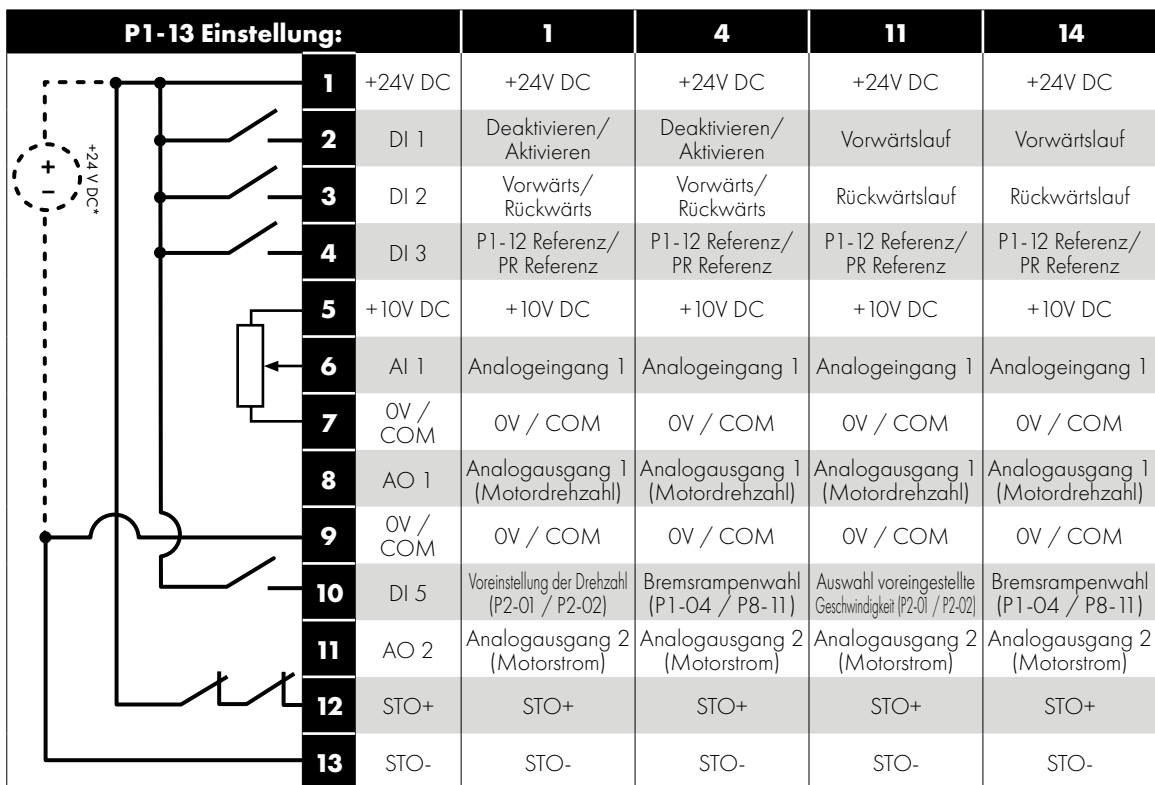 P1-13 Einstellung: 1 4 11 14
1 +24V DC +24V DC +24V DC +24V DC +24V DC
2 DI 1 Deaktivieren/ Aktivieren Deaktivieren/ Aktivieren Vorwärtslauf Vorwärtslauf
3 DI 2 Vorwärts/ Rückwärts Vorwärts/ Rückwärts Rückwärtslauf Rückwärtslauf
4 DI 3 P1-12 Referenz/ PR Referenz P1-12 Referenz/ PR Referenz P1-12 Referenz/ PR Referenz P1-12 Referenz/ PR Referenz
+
−
+24 V DC*
5 +10V DC +10V DC +10V DC +10V DC +10V DC
6 AI 1 Analogeingang 1 Analogeingang 1 Analogeingang 1 Analogeingang 1
7 0V / COM 0V / COM 0V / COM 0V / COM 0V / COM
8 AO 1 Analogausgang 1 (Motordrehzahl) Analogausgang 1 (Motordrehzahl) Analogausgang 1 (Motordrehzahl) Analogausgang 1 (Motordrehzahl)
9 0V / COM 0V / COM 0V / COM 0V / COM 0V / COM
10 DI 5 Voreinstellung der Drehzahl (P2-01 / P2-02) Bremsrampenwahl (P1-04 / P8-11) Auswahl voreingestellte Geschwindigkeit (P2-01 / P2-02) Bremsrampenwahl (P1-04 / P8-11)
11 AO 2 Analogausgang 2 (Motorstrom) Analogausgang 2 (Motorstrom) Analogausgang 2 (Motorstrom) Analogausgang 2 (Motorstrom)
12 STO+ STO+ STO+ STO+ STO+
13 STO- STO- STO- STO- STO-